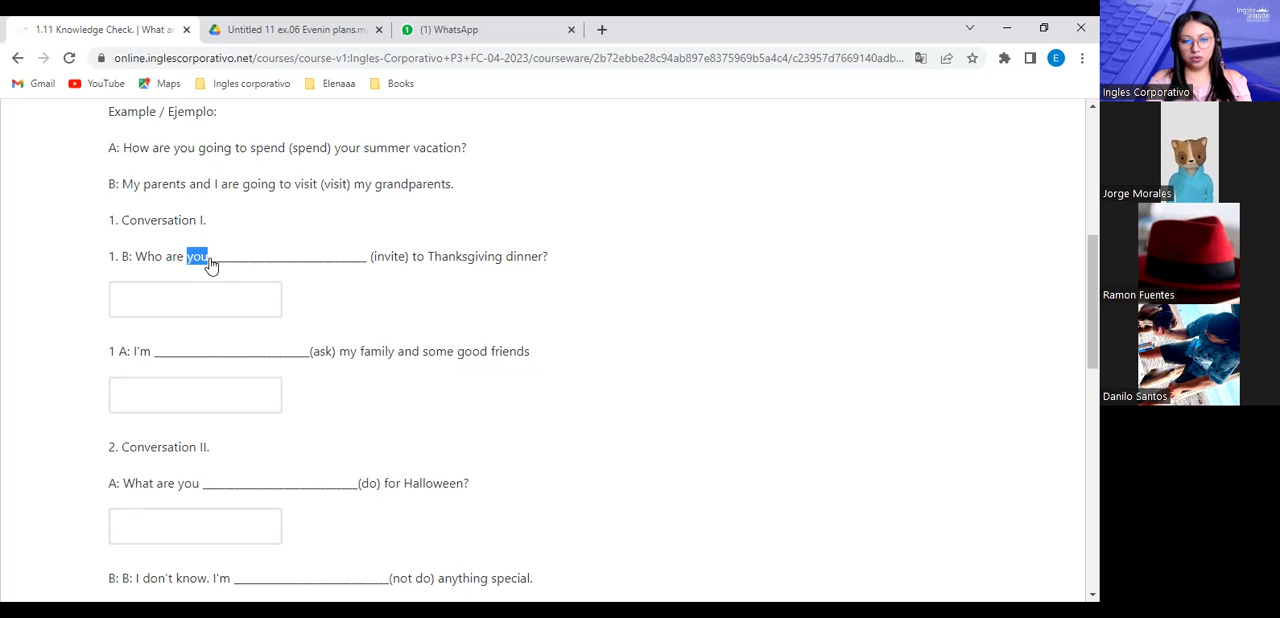 1.11 Knowledge Check. | What a
Untitled 11 ex.06 Evenin plans.m
(1) WhatsApp
online.inglescorporativo.net/courses/course-v1:Ingles-Corporativo+P3+FC-04-2023/courseware/2b72ebbe28c94ab897e8375969b5a4c4/c23957d7669140adb...
E
Gmail
YouTube
Maps
Ingles corporativo
Elenaaa
Books
Example / Ejemplo:
A: How are you going to spend (spend) your summer vacation?
B: My parents and I are going to visit (visit) my grandparents.
1. Conversation I.
1. B: Who are you______________________ (invite) to Thanksgiving dinner?
1 A: I'm ______________________(ask) my family and some good friends
2. Conversation II.
A: What are you ______________________(do) for Halloween?
B: B: I don't know. I'm ______________________(not do) anything special.
Ingles Corporativo
Jorge Morales
Ramon Fuentes
Danilo Santos